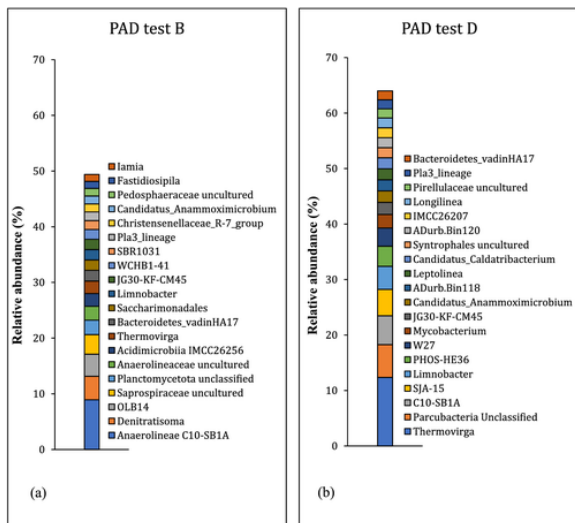 PAD test B
70
60
50
40
30
20
10
0
Relative abundance (%)
Iamia
Fastidiosipila
Pedosphaeraceae uncultured
Candidatus_Anammoximicrobium
Christensenellaceae_R-7_group
Pla3_lineage
SBR1031
WCHB1-41
JG30-KF-CM45
Limnobacter
Saccharimonadales
Bacteroidetes_vadinHA17
Thermovirga
Acidimicrobiia IMCC26256
Anaerolineaceae uncultured
Planctomycetota unclassified
Saprospiraceae uncultured
OLB14
Denitratisoma
Anaerolineae C10-SB1A
(a)
PAD test D
70
60
50
40
30
20
10
0
Relative abundance (%)
Bacteroidetes_vadinHA17
Pla3_lineage
Pirellulaceae uncultured
Longilinea
IMCC26207
ADurb.Bin120
Syntrophales uncultured
Candidatus_Caldatribacterium
Leptolinea
ADurb.Bin118
Candidatus_Anammoximicrobium
JG30-KF-CM45
Mycobacterium
W27
PHOS-HE36
Limnobacter
SJA-15
C10-SB1A
Parcubacteria Unclassified
Thermovirga
(b)